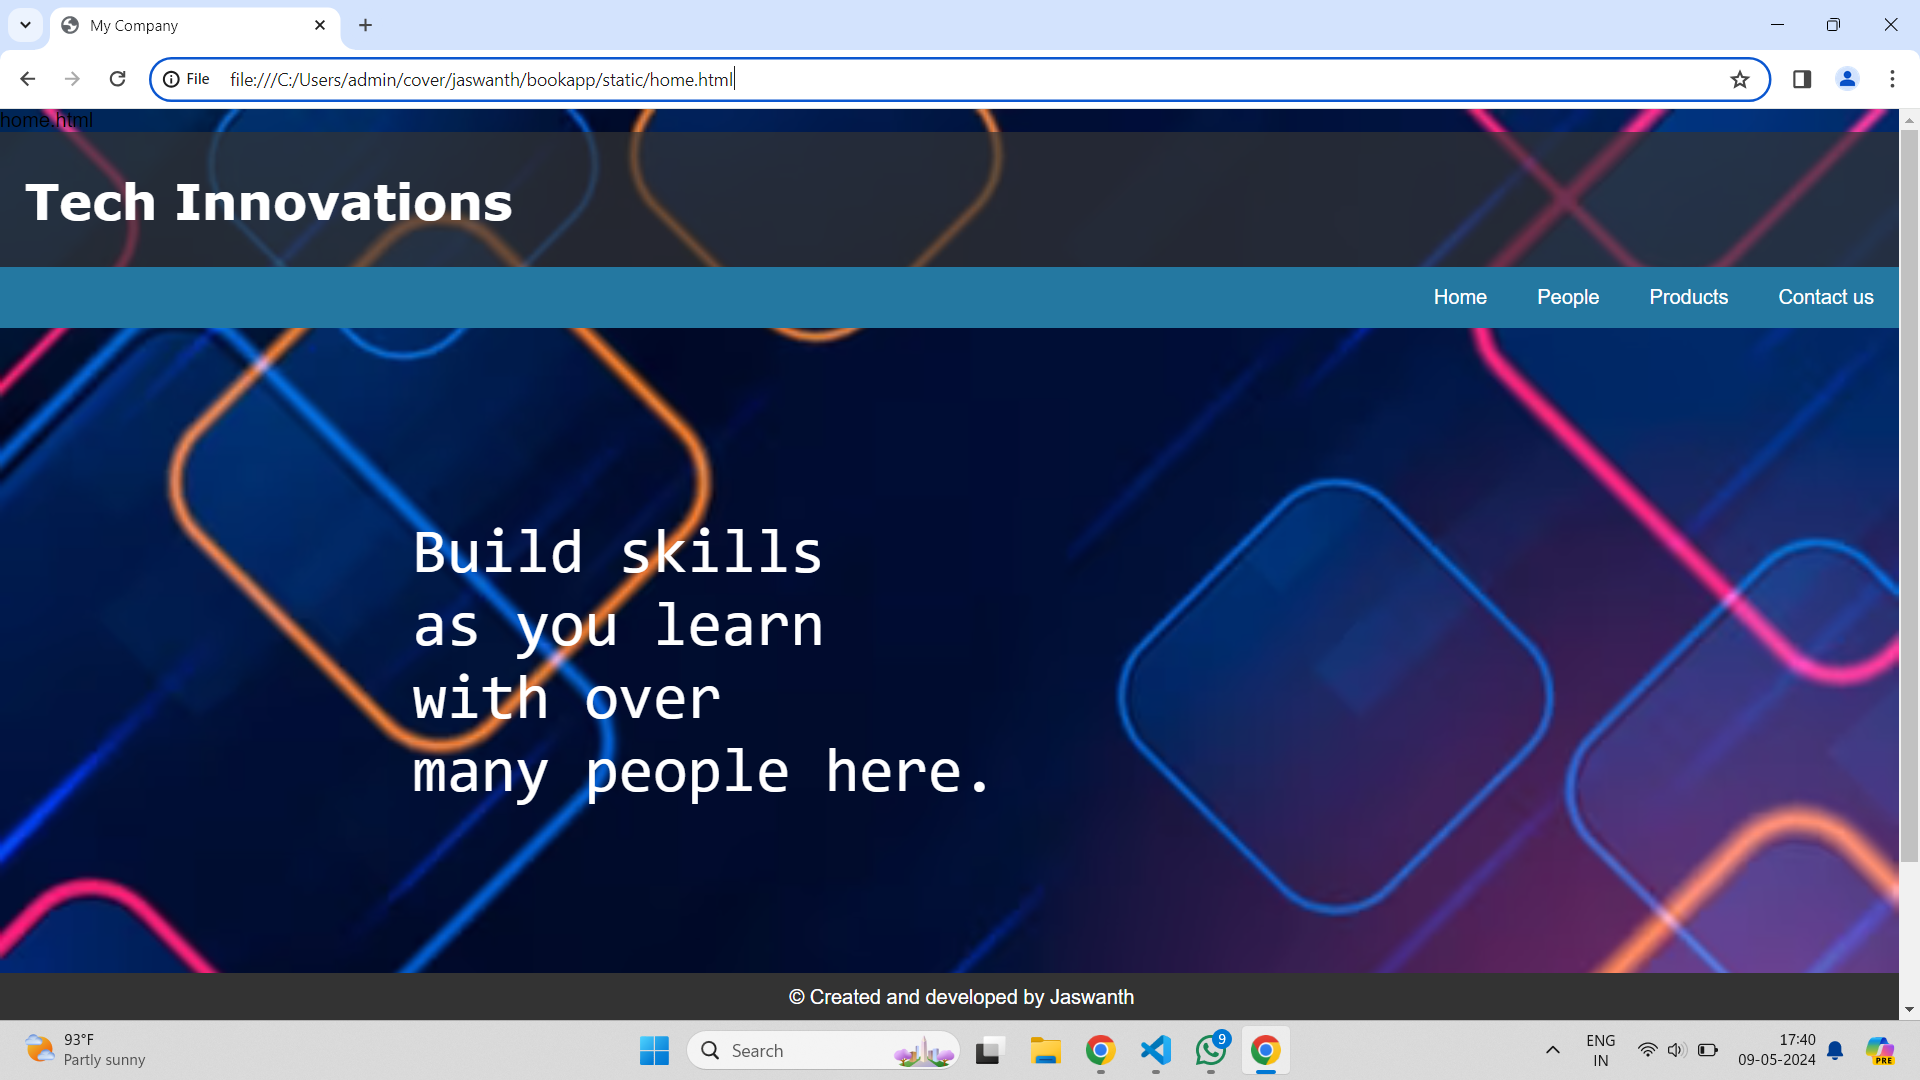 My Company
File file:///C:/Users/admin/cover/jaswanth/bookapp/static/home.html
home.html
Tech Innovations
Home People Products Contact us
Build skills
as you learn
with over
many people here.
© Created and developed by Jaswanth
93°F
Partly sunny
Search
PRE
9
ENG
IN
17:40
09-05-2024